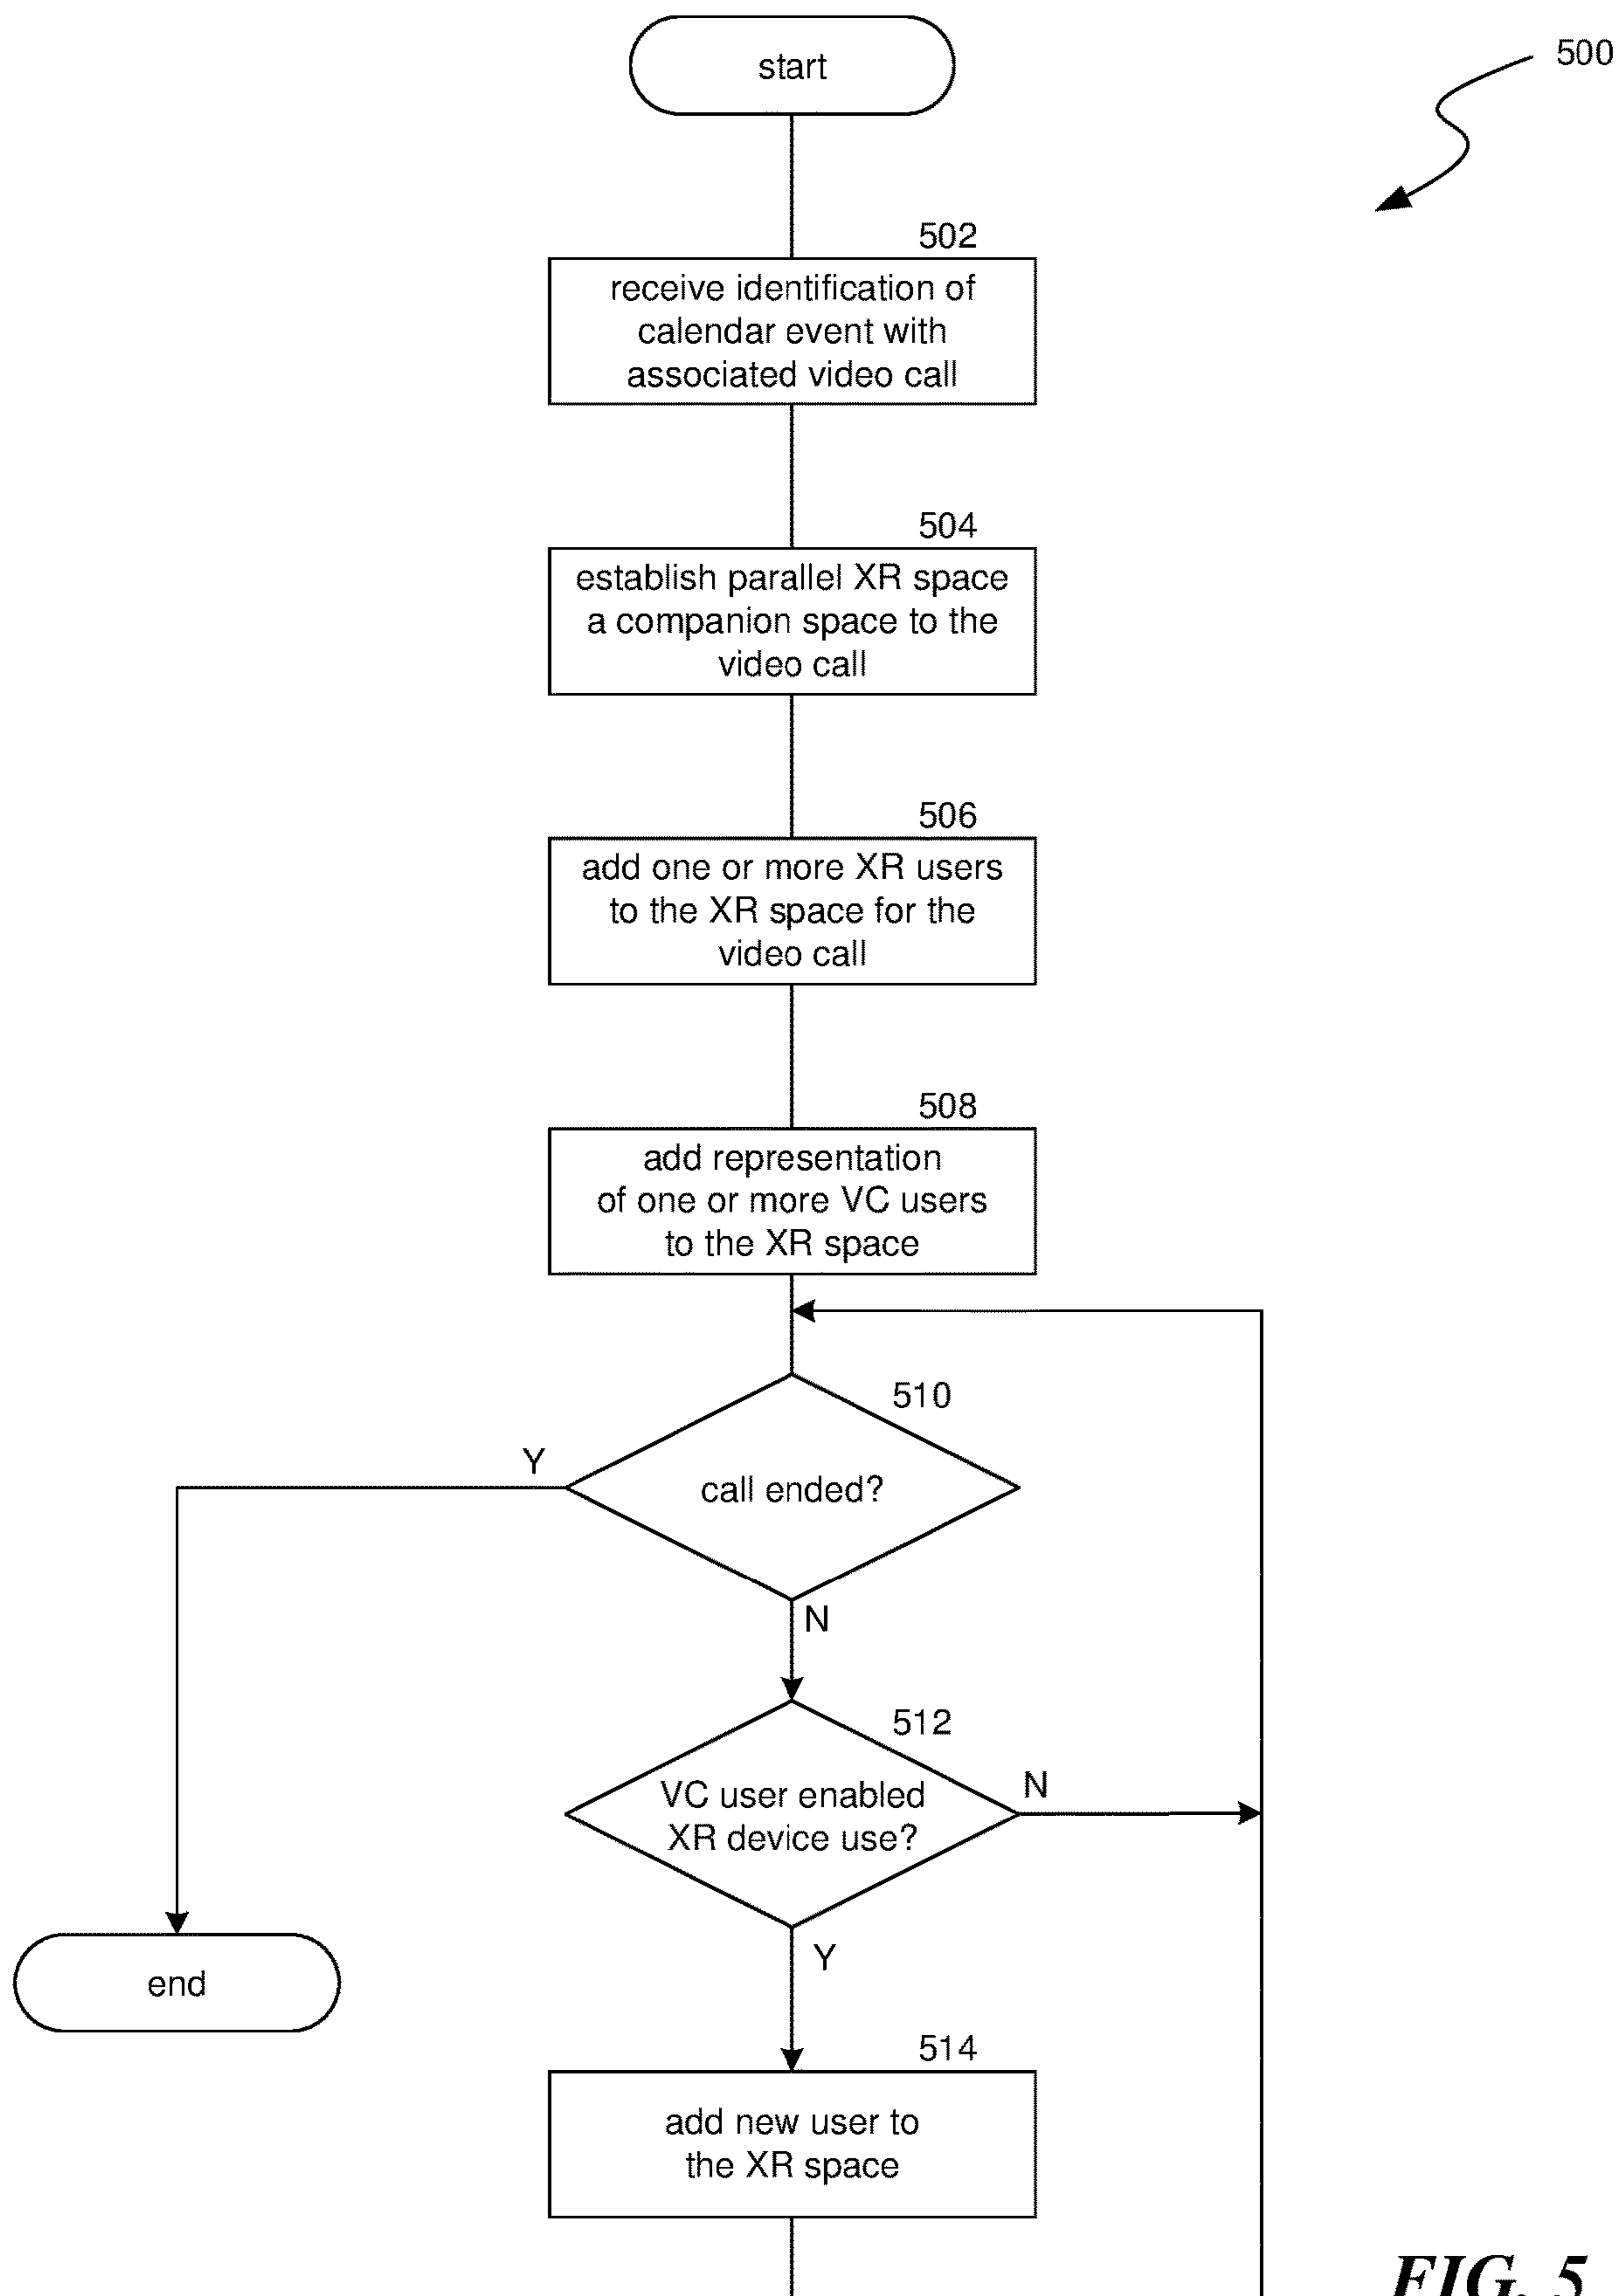 start
500
502
receive identification of
calendar event with
associated video call
504
establish parallel XR space
a companion space to the
video call
506
add one or more XR users
to the XR space for the
video call
508
add representation
of one or more VC users
to the XR space
510
Y
call ended?
N
512
VC user enabled
XR device use?
N
end
Y
514
add new user to
the XR space
FIG. 5